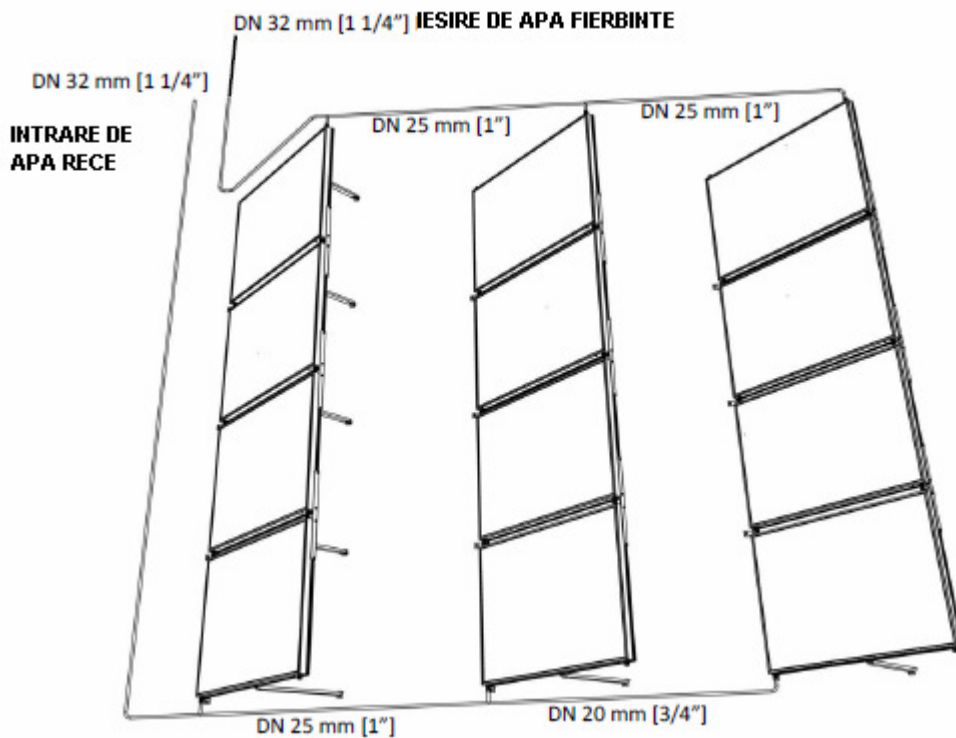 DN 32 mm [1 1/4”] IESIRE DE APA FIERBINTE
DN 32 mm [1 1/4”]
INTRARE DE
APA RECE
DN 25 mm [1”]
DN 25 mm [1”]
DN 25 mm [1”]
DN 20 mm [3/4”]